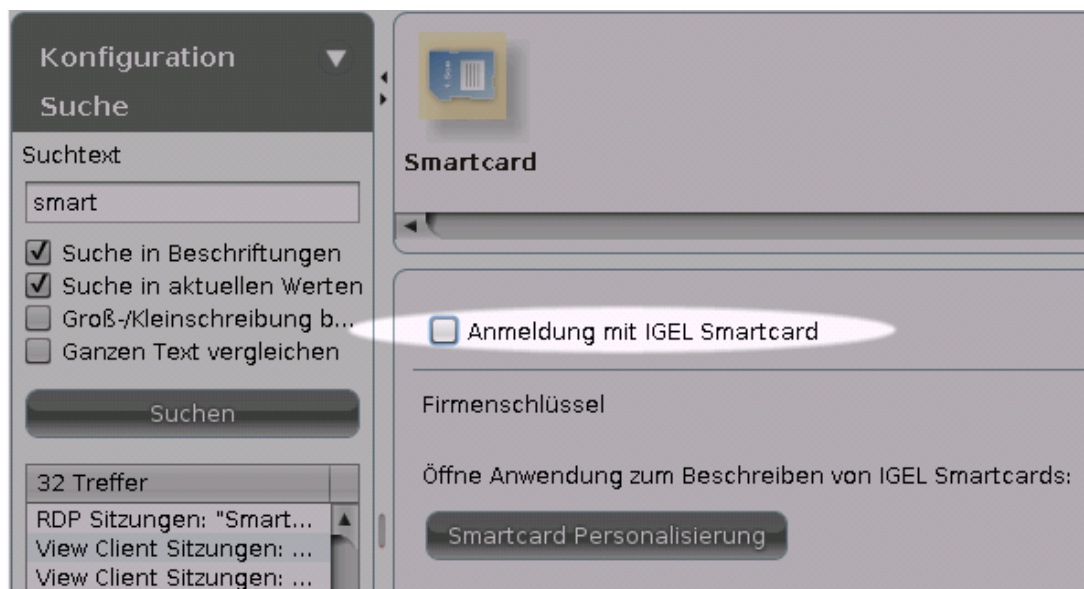 Konfiguration
Suche
Suchtext
smart
Suche in Beschriftungen
Suche in aktuellen Werten
Groß-/Kleinschreibung b...
Ganzen Text vergleichen
Suchen
32 Treffer
RDP Sitzungen: "Smart...
View Client Sitzungen: ...
View Client Sitzungen: ...
Smartcard
Anmeldung mit IGEL Smartcard
Firmenschlüssel
Öffne Anwendung zum Beschreiben von IGEL Smartcards:
Smartcard Personalisierung